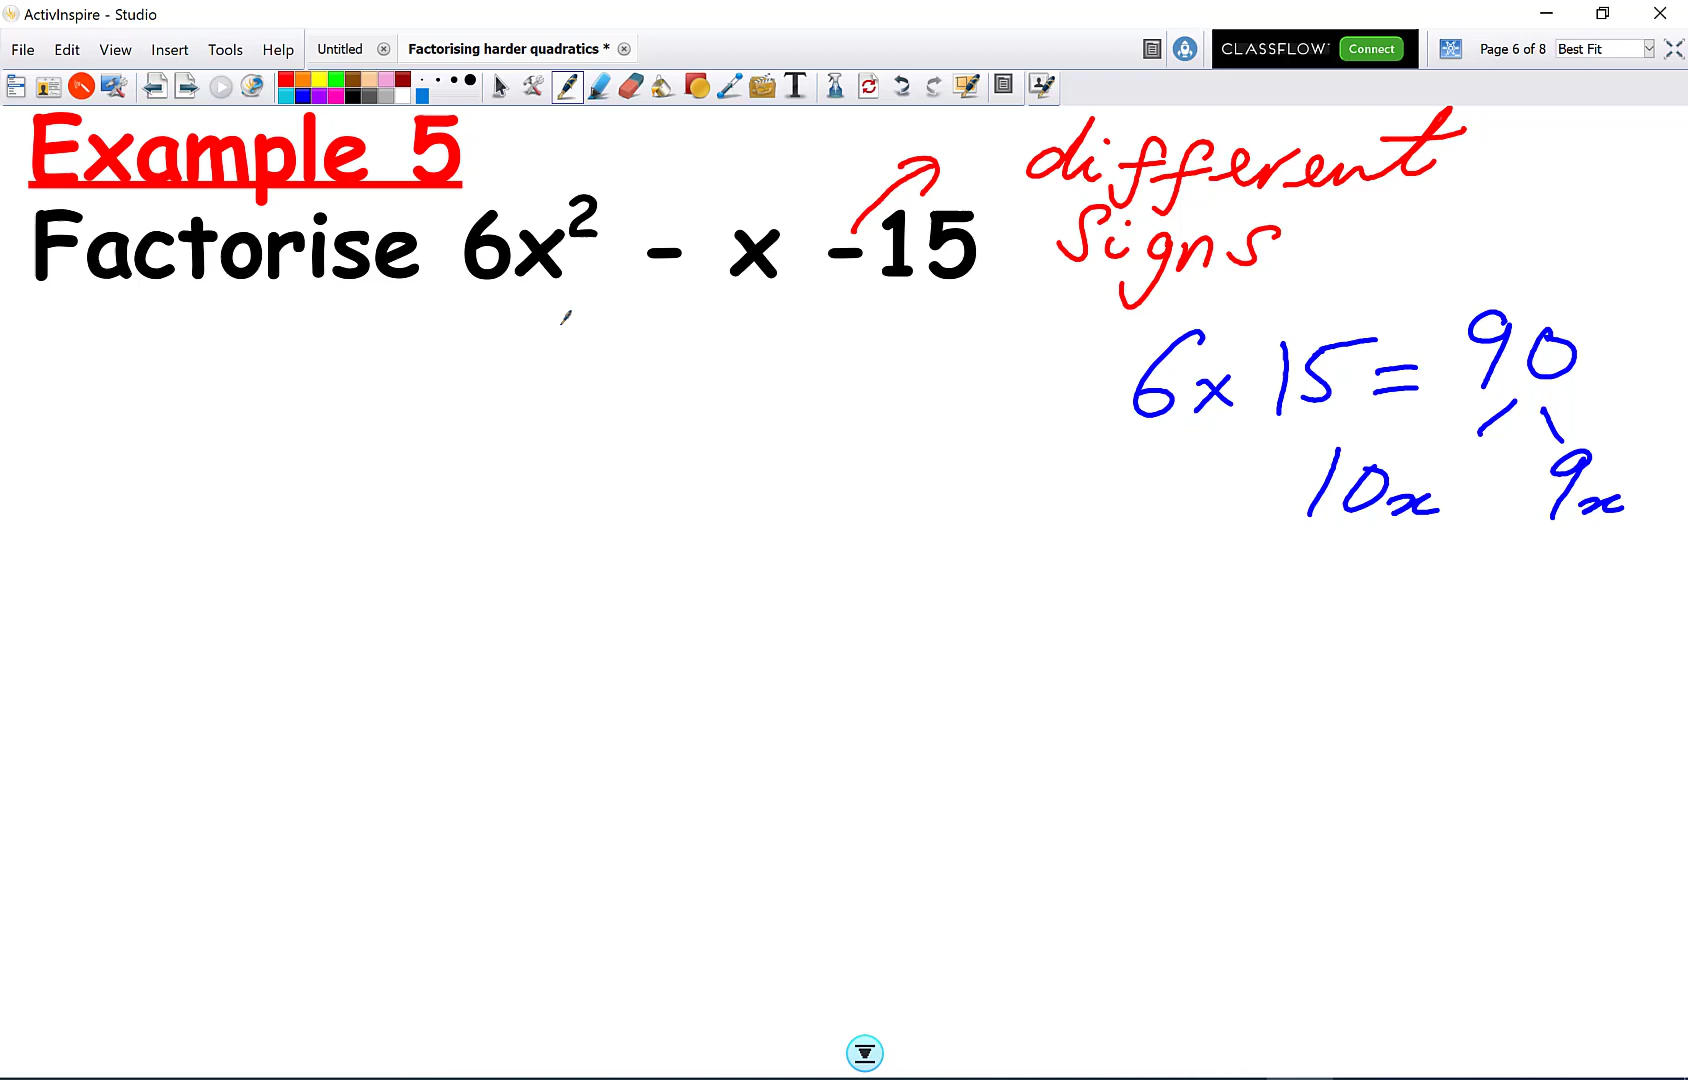 ActivInspire - Studio
File Edit View Insert Tools Help Untitled Factorising harder quadratics * CLASSFLOW Connect Page 6 of 8 Best Fit
T
Example 5
Factorise 6x² - x -15
different
signs
6 x 15 = 90
10x 9x